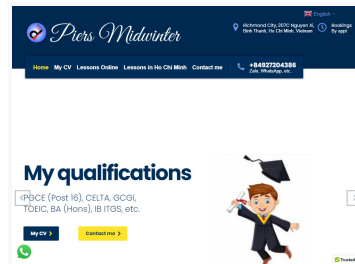 English
Piers Midwinter
Richmond City, 207C Nguyen Xi,
Binh Thanh, Ho Chi Minh, Vietnam
Bookings
By appt
Home My CV Lessons Online Lessons in Ho Chi Minh Contact me
+84927204386
Zalo, WhatsApp, etc.
My qualifications
PGCE (Post 16), CELTA, GCGI,
TOEIC, BA (Hons), IB ITGS, etc.
My CV
Contact me
Trusted